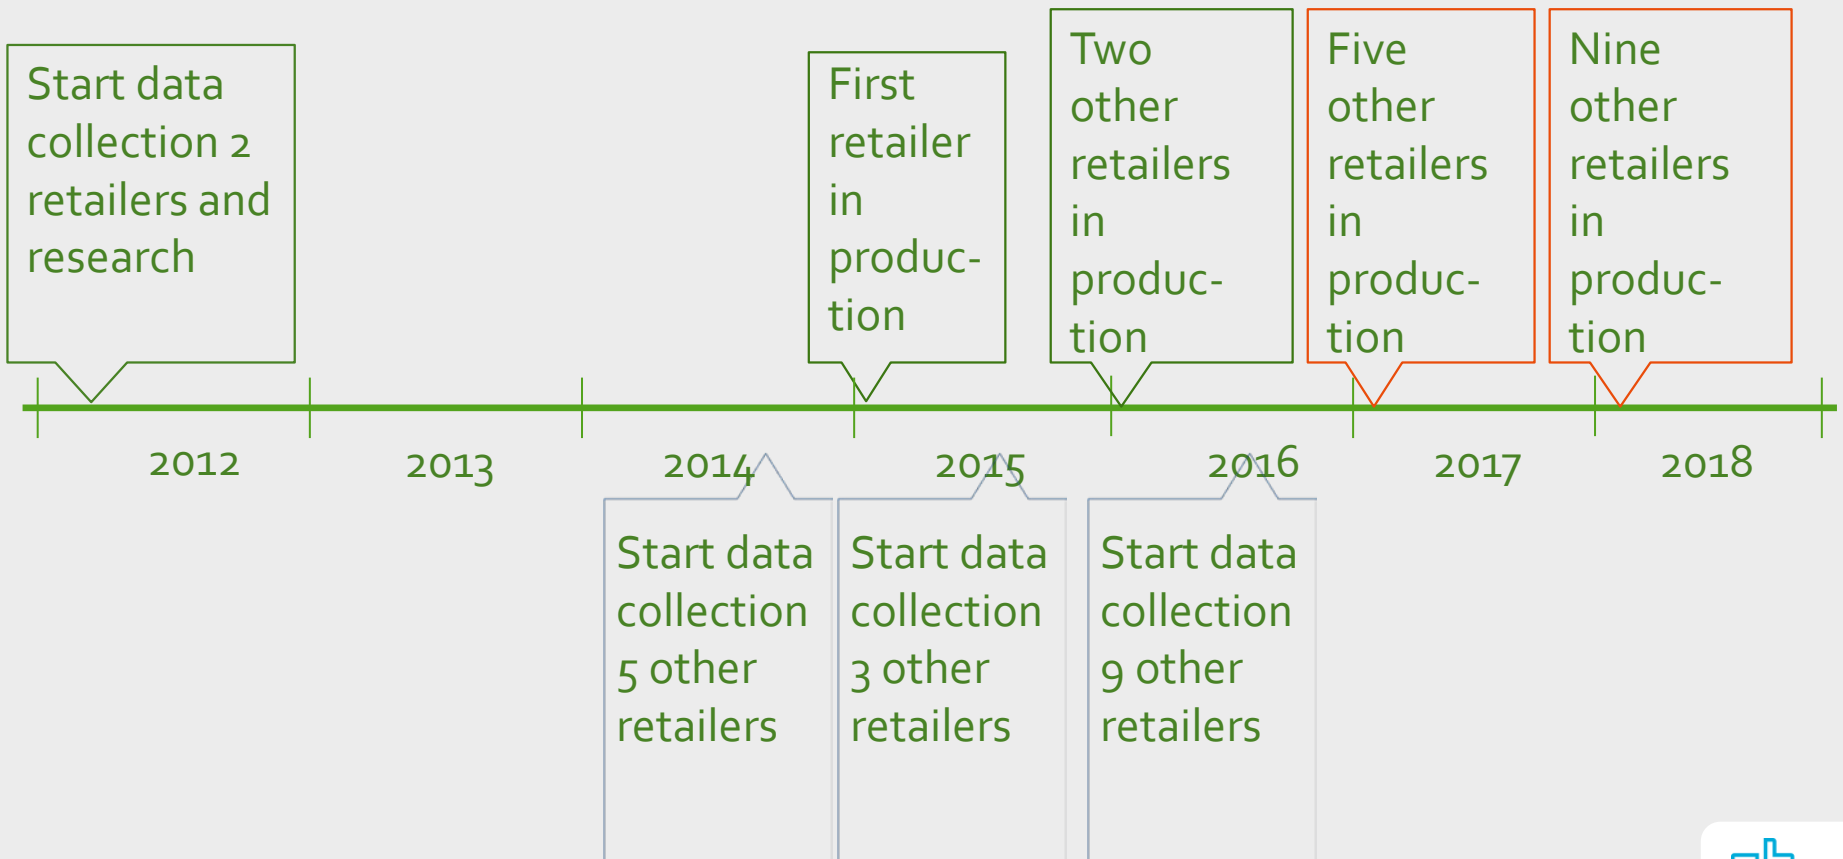 Start data
collection 2
retailers and
research
First
retailer
in
produc-
tion
Two
other
retailers
in
produc-
tion
Five
other
retailers
in
produc-
tion
Nine
other
retailers
in
produc-
tion
2012
2013
2014
2015
2016
2017
2018
Start data
collection
5 other
retailers
Start data
collection
3 other
retailers
Start data
collection
9 other
retailers